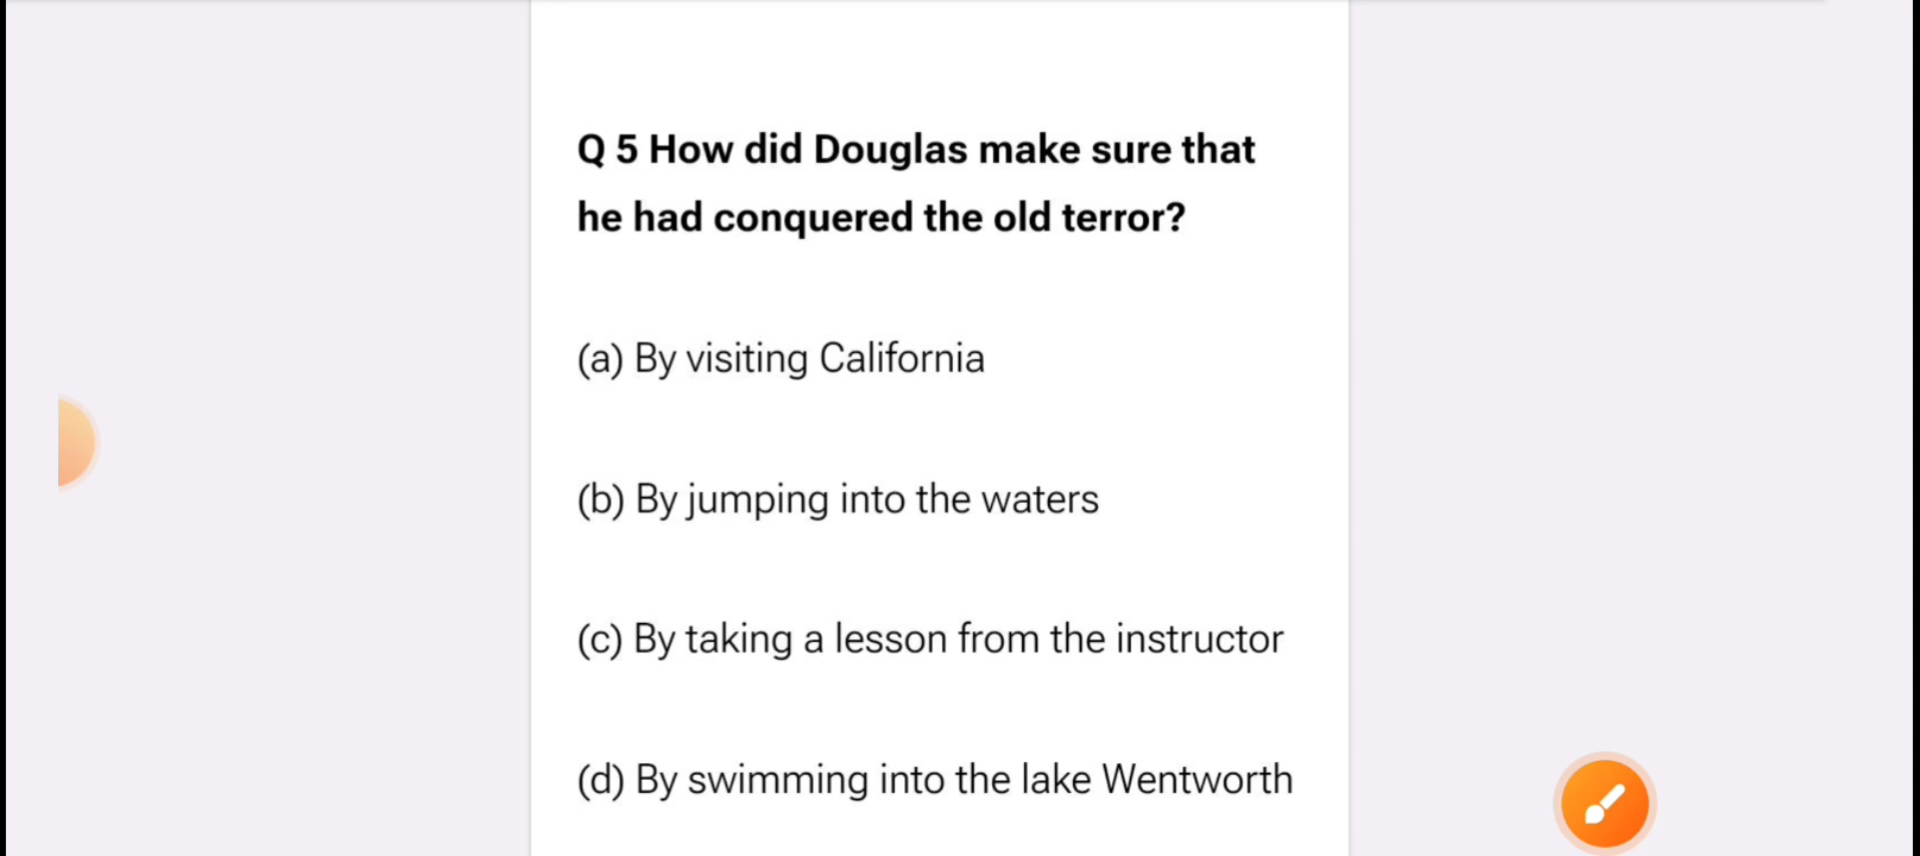 Q 5 How did Douglas make sure that
he had conquered the old terror?
(a) By visiting California
(b) By jumping into the waters
(c) By taking a lesson from the instructor
(d) By swimming into the lake Wentworth